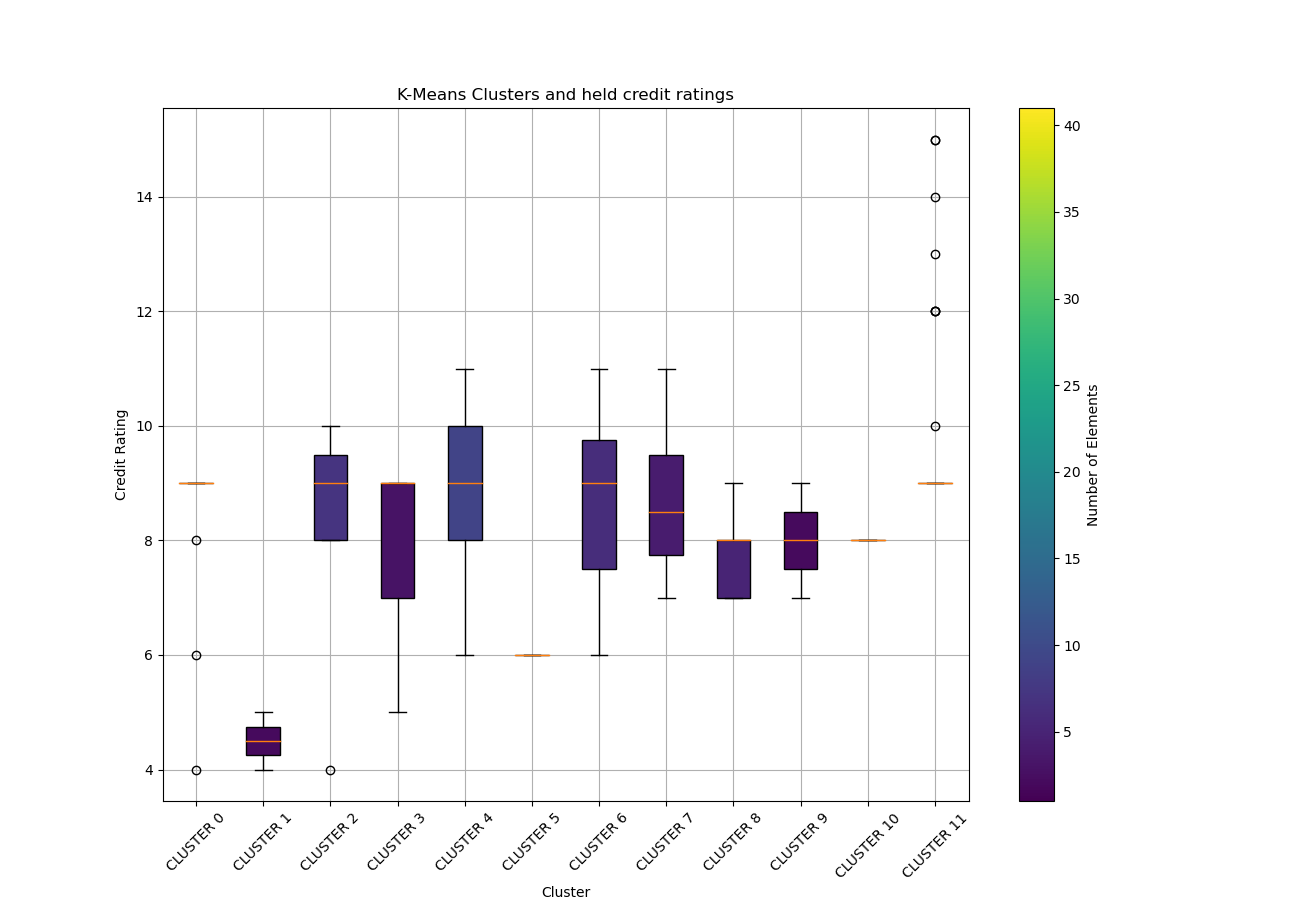 K-Means Clusters and held credit ratings
Credit Rating
14
12
10
8
6
4
CLUSTER 0
CLUSTER 1
CLUSTER 2
CLUSTER 3
CLUSTER 4
CLUSTER 5
CLUSTER 6
CLUSTER 7
CLUSTER 8
CLUSTER 9
CLUSTER 10
CLUSTER 11
Cluster
40
35
30
25
20
15
10
5
Number of Elements